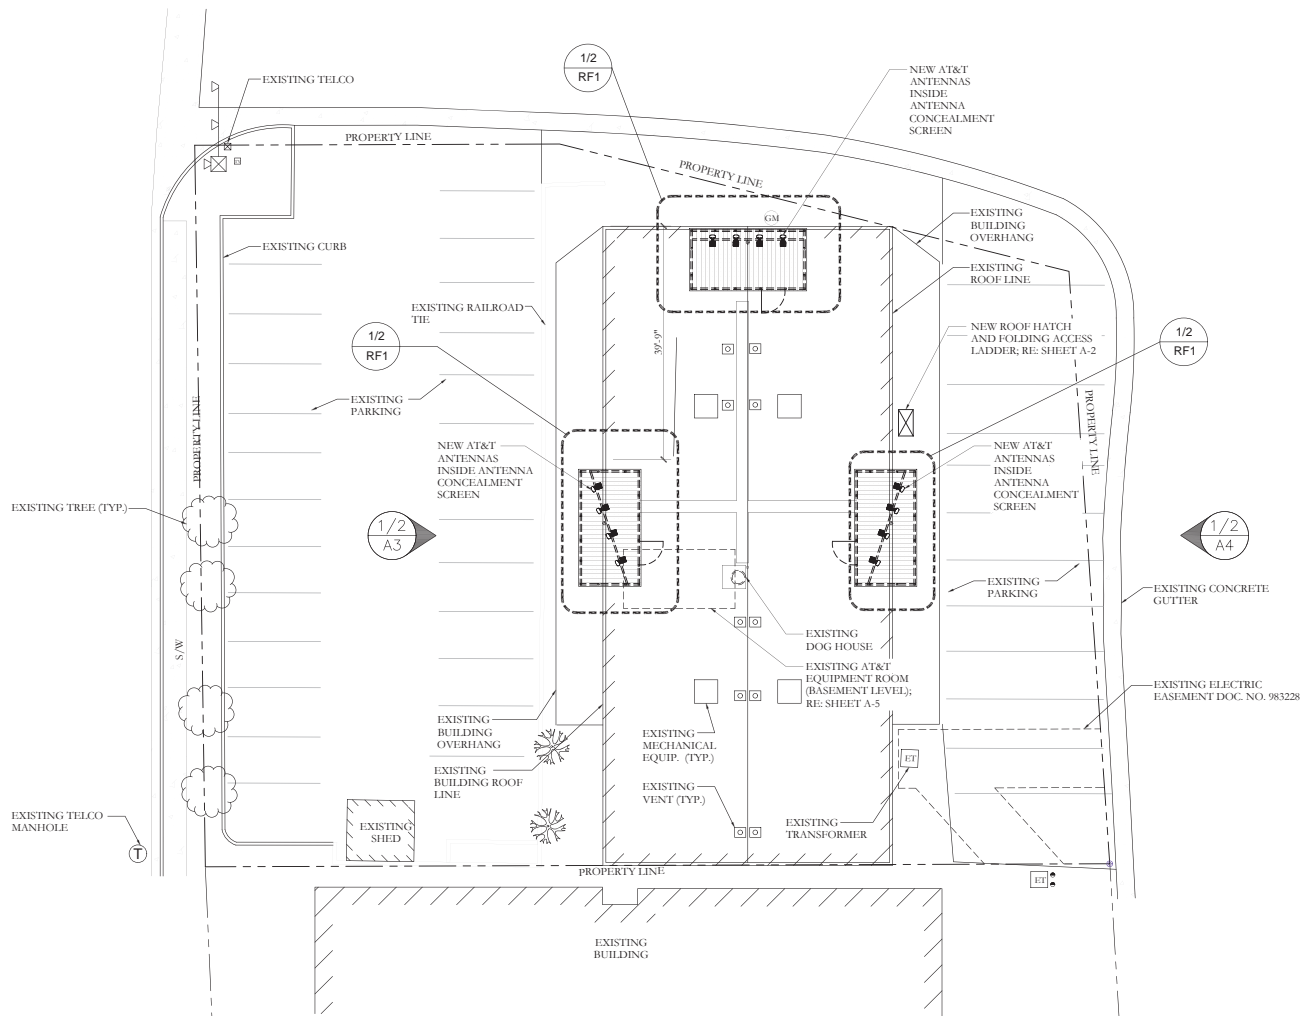 1/2
RF1
NEW AT&T
ANTENNAS
INSIDE
ANTENNA
CONCEALMENT
SCREEN
EXISTING TELCO
PROPERTY LINE
PROPERTY LINE
GM
EXISTING
BUILDING
OVERHANG
EXISTING CURB
EXISTING
ROOF LINE
EXISTING RAILROAD
TIE
1/2
RF1
39'-9"
NEW ROOF HATCH
AND FOLDING ACCESS
LADDER; RE: SHEET A-2
1/2
RF1
EXISTING
PARKING
PROPERTY LINE
PROPERTY LINE
NEW AT&T
ANTENNAS
INSIDE ANTENNA
CONCEALMENT
SCREEN
NEW AT&T
ANTENNAS
INSIDE
ANTENNA
CONCEALMENT
SCREEN
EXISTING TREE (TYP.)
1/2
A3
1/2
A4
EXISTING
PARKING
EXISTING CONCRETE
GUTTER
S/W
EXISTING
DOG HOUSE
EXISTING AT&T
EQUIPMENT ROOM
(BASEMENT LEVEL);
RE: SHEET A-5
EXISTING ELECTRIC
EASEMENT DOC. NO. 983228
EXISTING
BUILDING
OVERHANG
EXISTING
MECHANICAL
EQUIP. (TYP.)
ET
EXISTING
BUILDING ROOF
LINE
EXISTING
VENT (TYP.)
EXISTING TELCO
MANHOLE
T
EXISTING
SHED
EXISTING
TRANSFORMER
PROPERTY LINE
ET
EXISTING
BUILDING